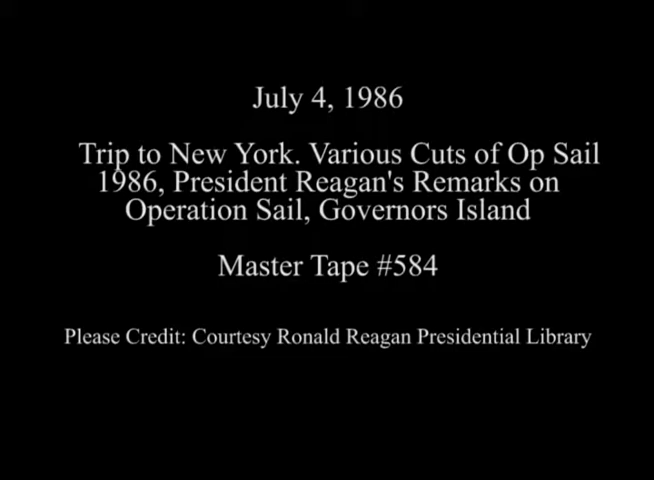 July 4, 1986
Trip to New York. Various Cuts of Op Sail
1986, President Reagan's Remarks on
Operation Sail, Governors Island
Master Tape #584
Please Credit: Courtesy Ronald Reagan Presidential Library